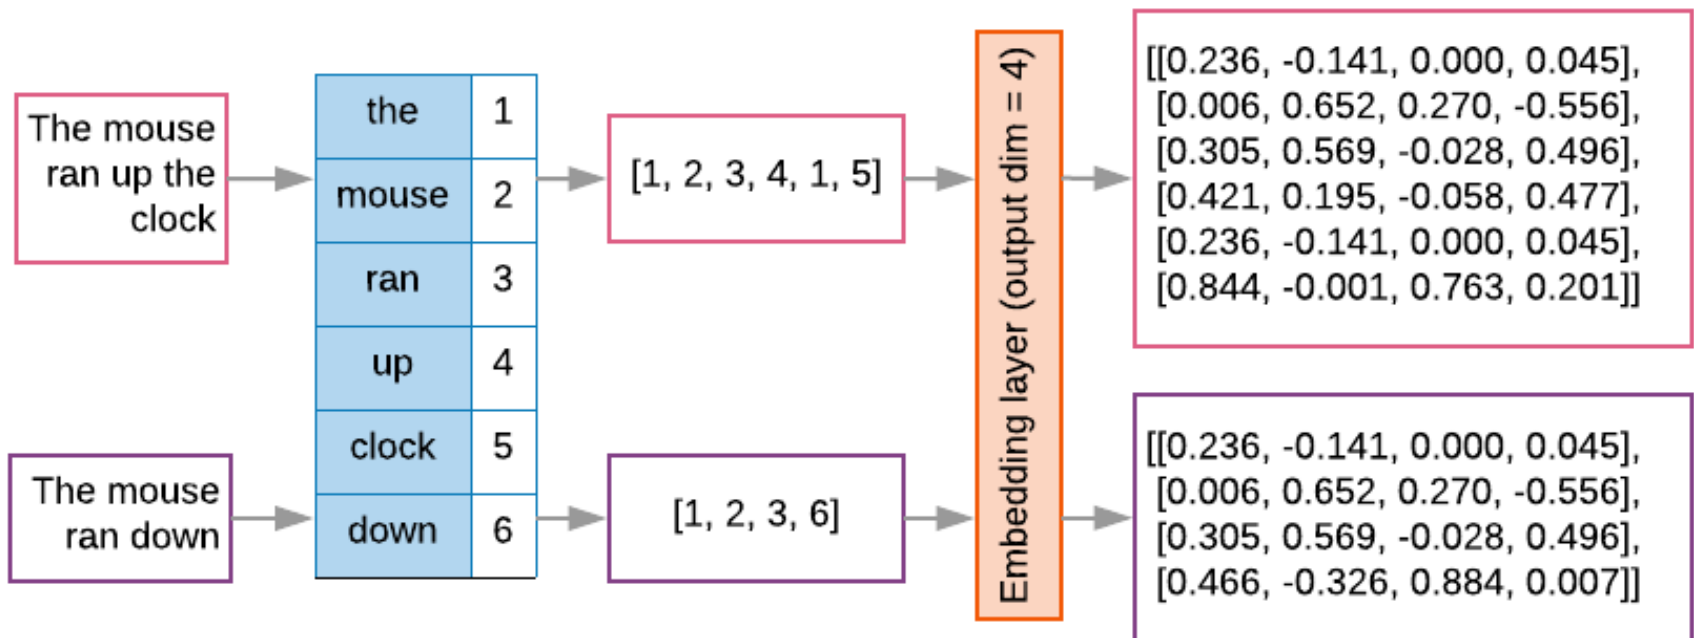 The mouse
ran up the
clock
the 1
mouse 2
ran 3
up 4
clock 5
down 6
[1, 2, 3, 4, 1, 5]
Embedding layer (output dim = 4)
[[0.236, -0.141, 0.000, 0.045],
[0.006, 0.652, 0.270, -0.556],
[0.305, 0.569, -0.028, 0.496],
[0.421, 0.195, -0.058, 0.477],
[0.236, -0.141, 0.000, 0.045],
[0.844, -0.001, 0.763, 0.201]]
The mouse
ran down
[1, 2, 3, 6]
[[0.236, -0.141, 0.000, 0.045],
[0.006, 0.652, 0.270, -0.556],
[0.305, 0.569, -0.028, 0.496],
[0.466, -0.326, 0.884, 0.007]]